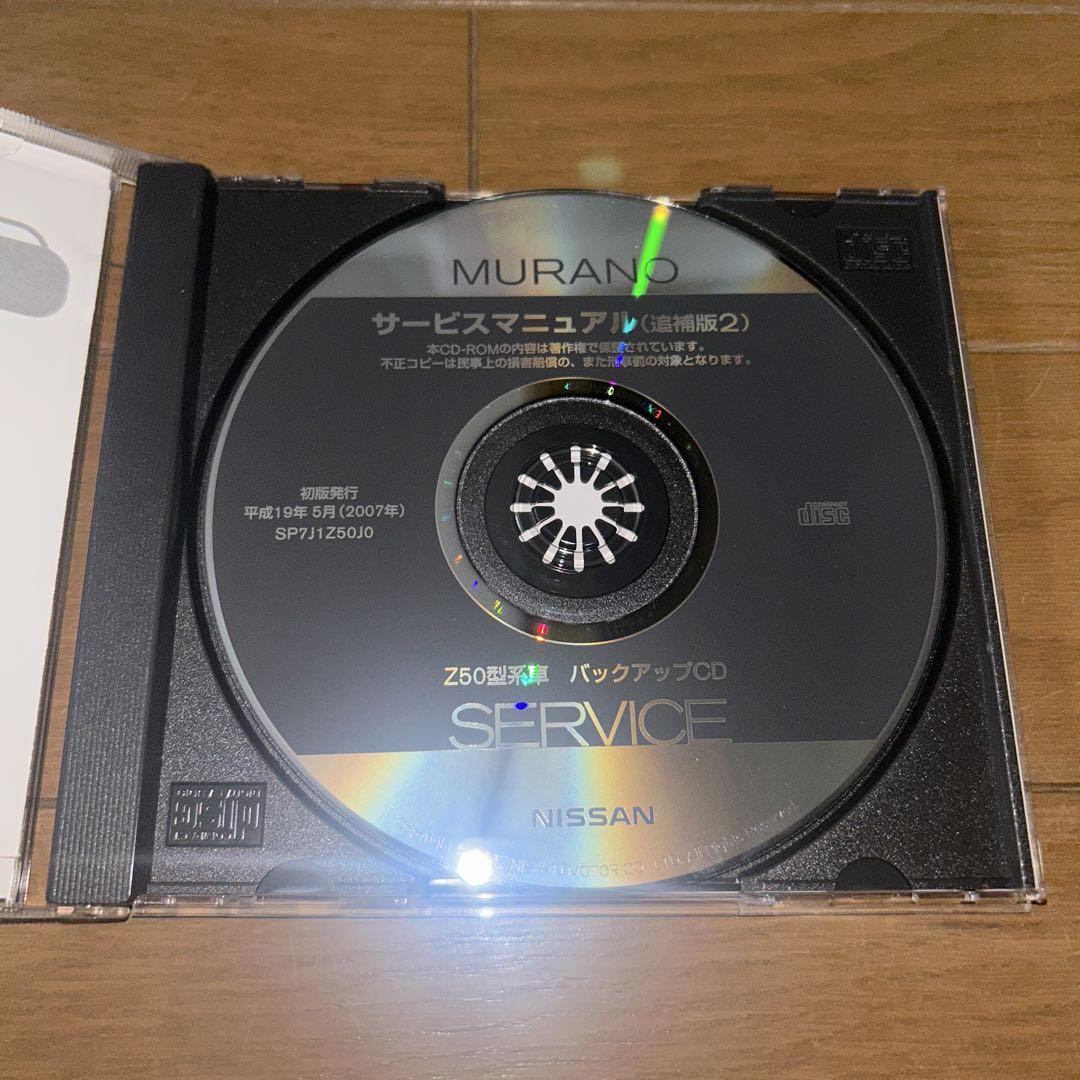 MURANO
サービスマニュアル(追補版2)
本CD-ROMの内容は著作権で保護されています。
不正コピーは民事上の損害賠償の、また刑事罰の対象となります。
初版発行
平成19年 5月(2007年)
SP7J1Z50J0
COMPACT
disc
Z50型系車 バックアップCD
SERVICE
NISSAN
disc